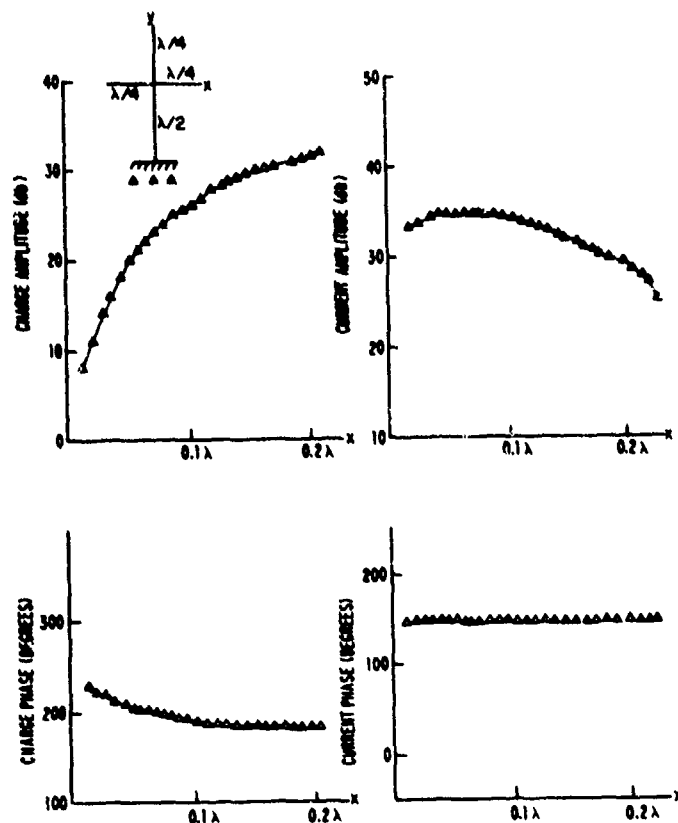 y
λ/4
λ/4
λ/4
x
λ/2
CHARGE AMPLITUDE (db)
40
30
20
10
0
0.1λ
0.2λ
x
CURRENT AMPLITUDE (db)
50
40
30
20
10
0.1λ
0.2λ
x
CHARGE PHASE (DEGREES)
300
200
100
0.1λ
0.2λ
x
CURRENT PHASE (DEGREES)
200
100
0
0.1λ
0.2λ
x